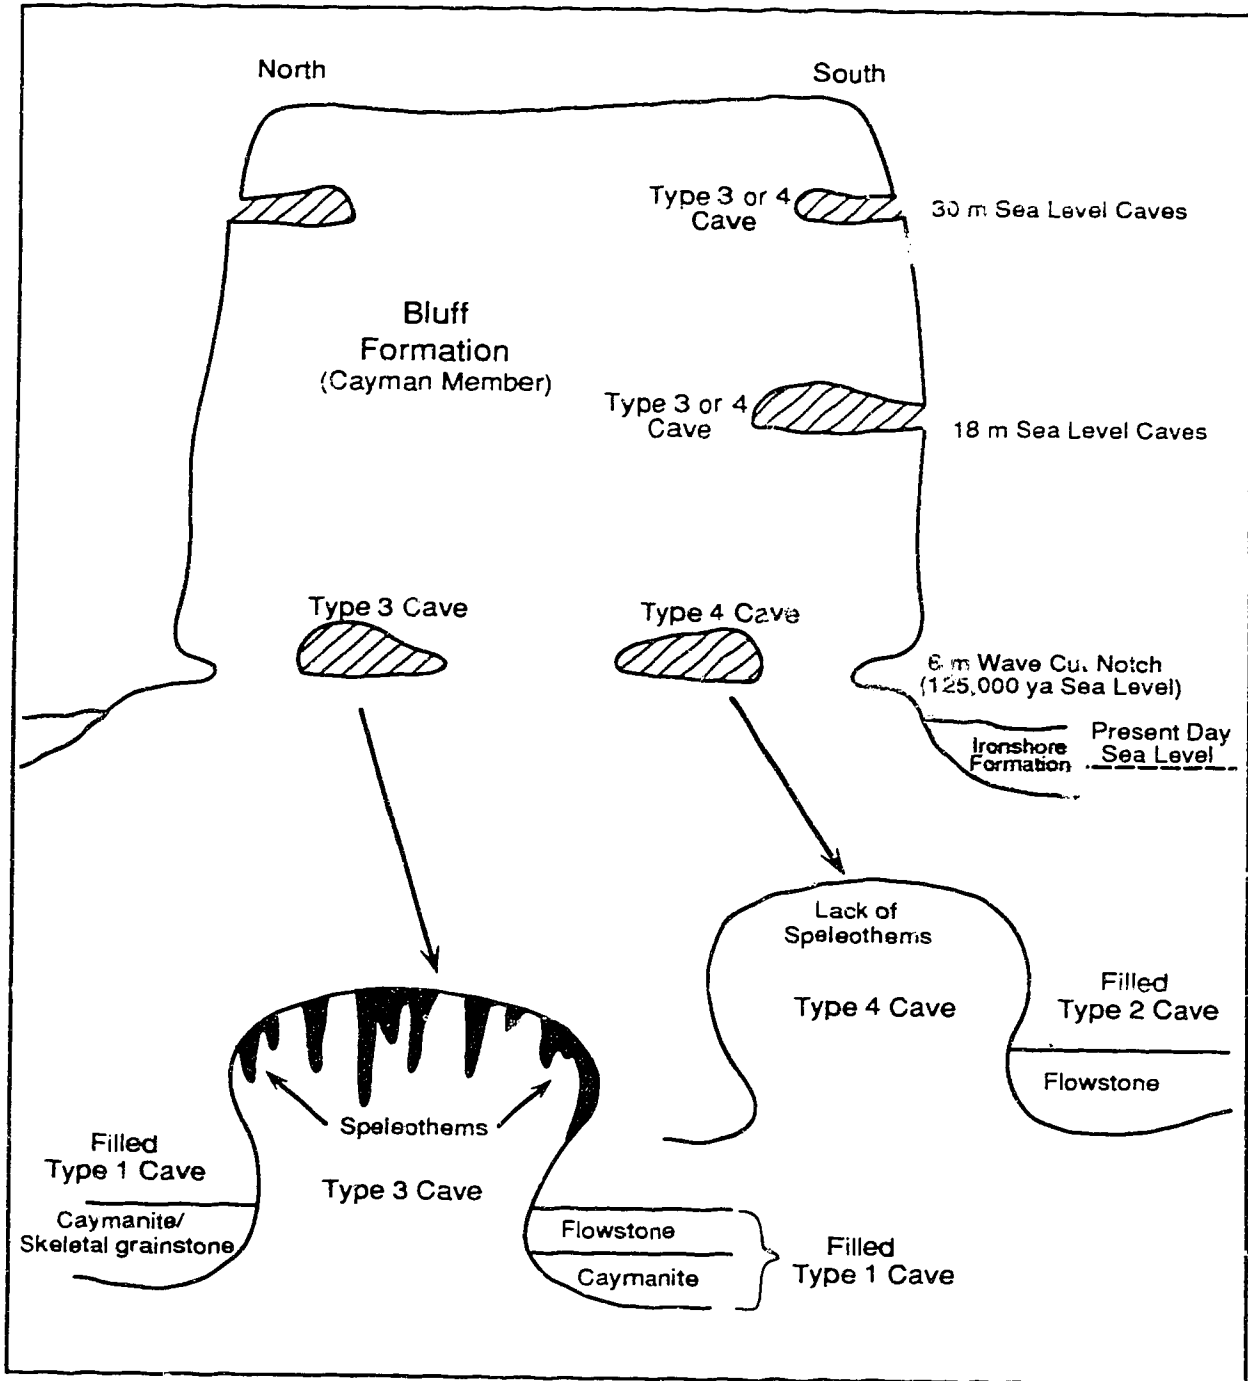 North
South
Type 3 or 4
Cave
30 m Sea Level Caves
Bluff
Formation
(Cayman Member)
Type 3 or 4
Cave
18 m Sea Level Caves
Type 3 Cave
Type 4 Cave
6 m Wave Cut Notch
(125,000 ya Sea Level)
Present Day
Sea Level
Ironshore
Formation
Lack of
Speleothems
Type 4 Cave
Filled
Type 2 Cave
Flowstone
Speleothems
Filled
Type 1 Cave
Type 3 Cave
Caymanite/
Skeletal grainstone
Flowstone
Caymanite
Filled
Type 1 Cave